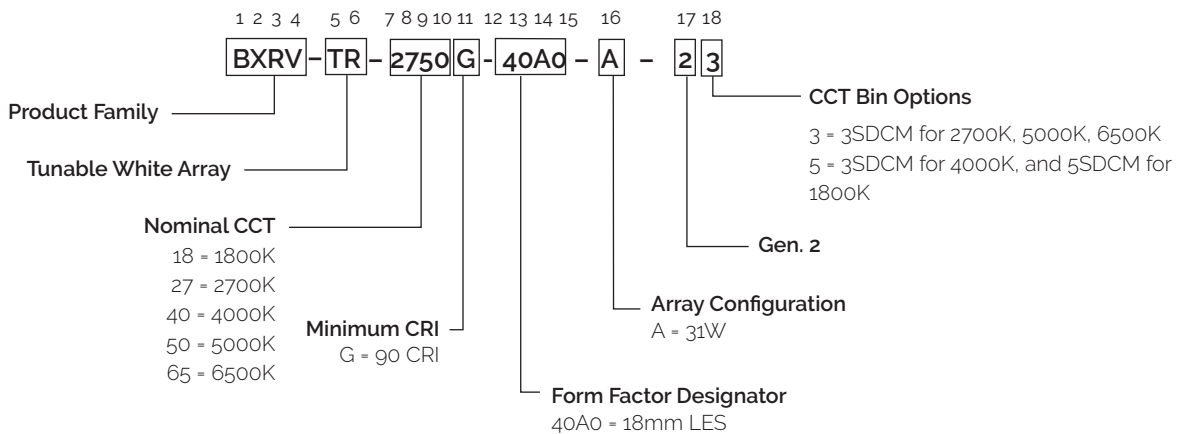 1 2 3 4 5 6 7 8 9 10 11 12 13 14 15 16 17 18
BXRV – TR – 2750 G - 40A0 – A – 2 3
Product Family
Tunable White Array
Nominal CCT
18 = 1800K
27 = 2700K
40 = 4000K
50 = 5000K
65 = 6500K
Minimum CRI
G = 90 CRI
Form Factor Designator
40A0 = 18mm LES
Array Configuration
A = 31W
Gen. 2
CCT Bin Options
3 = 3SDCM for 2700K, 5000K, 6500K
5 = 3SDCM for 4000K, and 5SDCM for
1800K